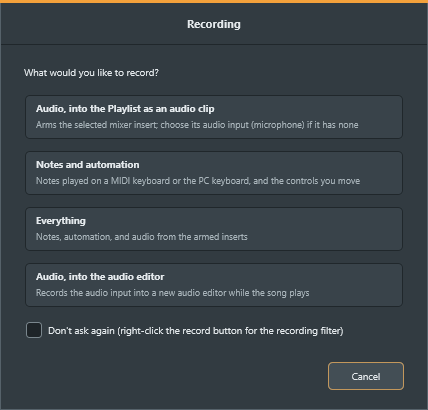 Recording
What would you like to record?
Audio, into the Playlist as an audio clip
Arms the selected mixer insert; choose its audio input (microphone) if it has none
Notes and automation
Notes played on a MIDI keyboard or the PC keyboard, and the controls you move
Everything
Notes, automation, and audio from the armed inserts
Audio, into the audio editor
Records the audio input into a new audio editor while the song plays
Don't ask again (right-click the record button for the recording filter)
Cancel